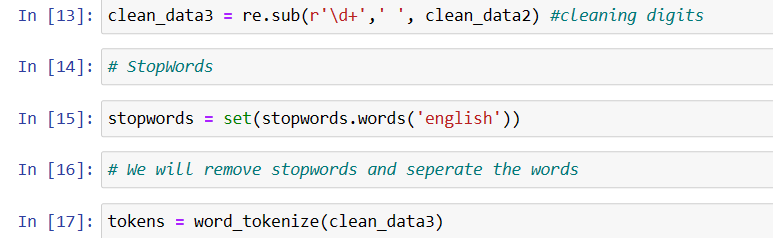 In [13]: clean_data3 = re.sub(r'\d+',' ', clean_data2) #cleaning digits
In [14]: # StopWords
In [15]: stopwords = set(stopwords.words('english'))
In [16]: # We will remove stopwords and seperate the words
In [17]: tokens = word_tokenize(clean_data3)